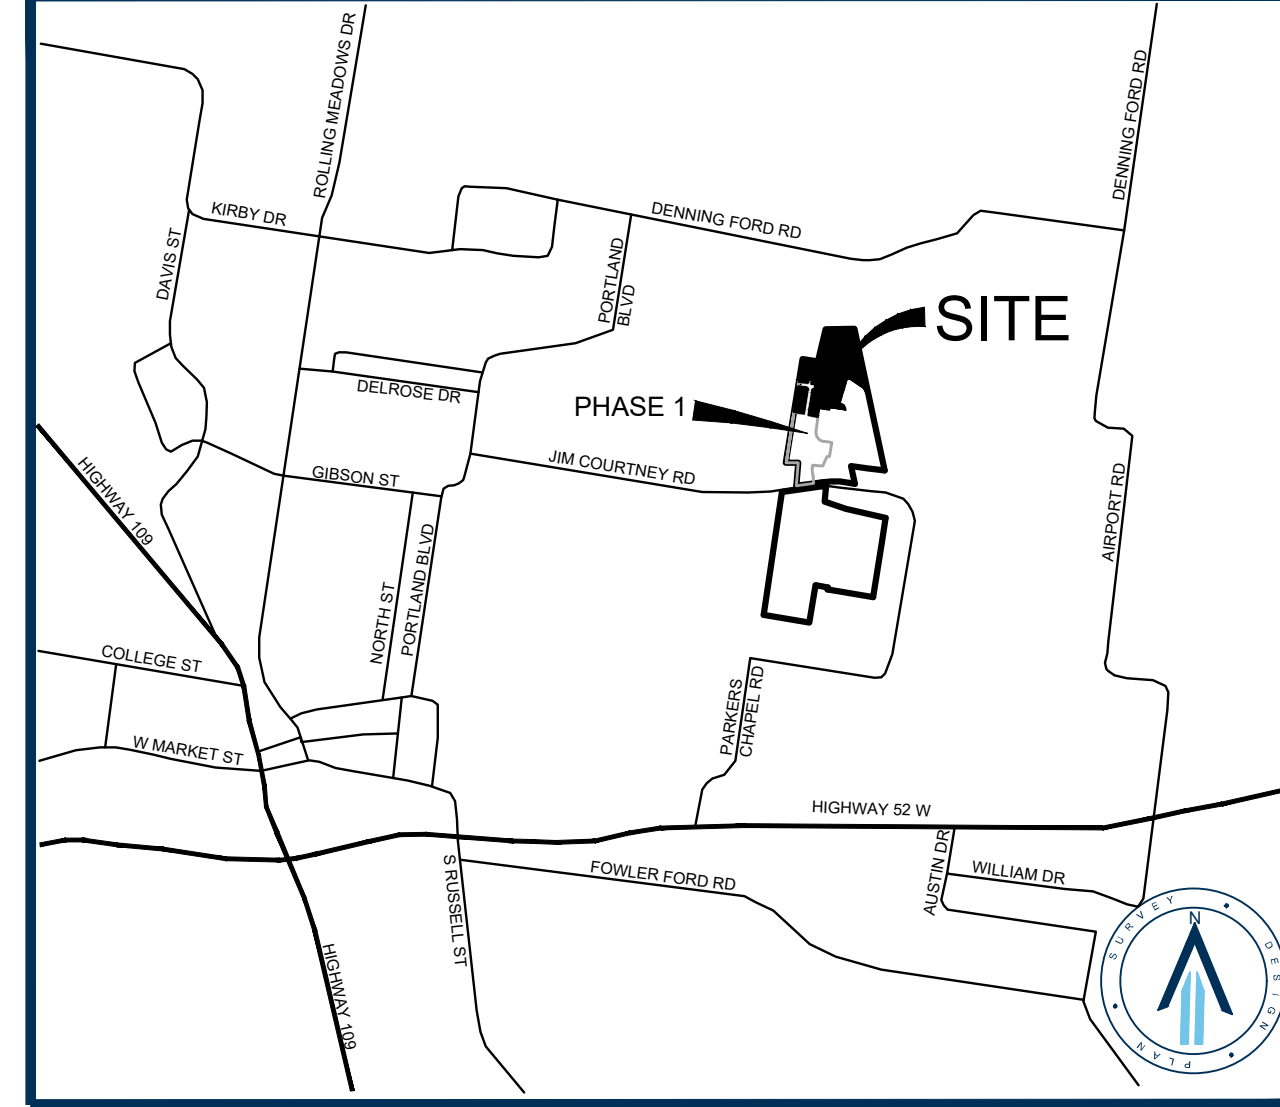 ROLLING MEADOWS DR
DENNING FORD RD
KIRBY DR
DENNING FORD RD
DAVIS ST
PORTLAND
BLVD
SITE
DELROSE DR
PHASE 1
JIM COURTNEY RD
GIBSON ST
HIGHWAY 109
AIRPORT RD
NORTH ST
PORTLAND BLVD
COLLEGE ST
PARKERS
CHAPEL RD
W MARKET ST
HIGHWAY 52 W
S RUSSELL ST
FOWLER FORD RD
AUSTIN DR
WILLIAM DR
HIGHWAY 109
SURVEY
DESIGN
PLAN
N